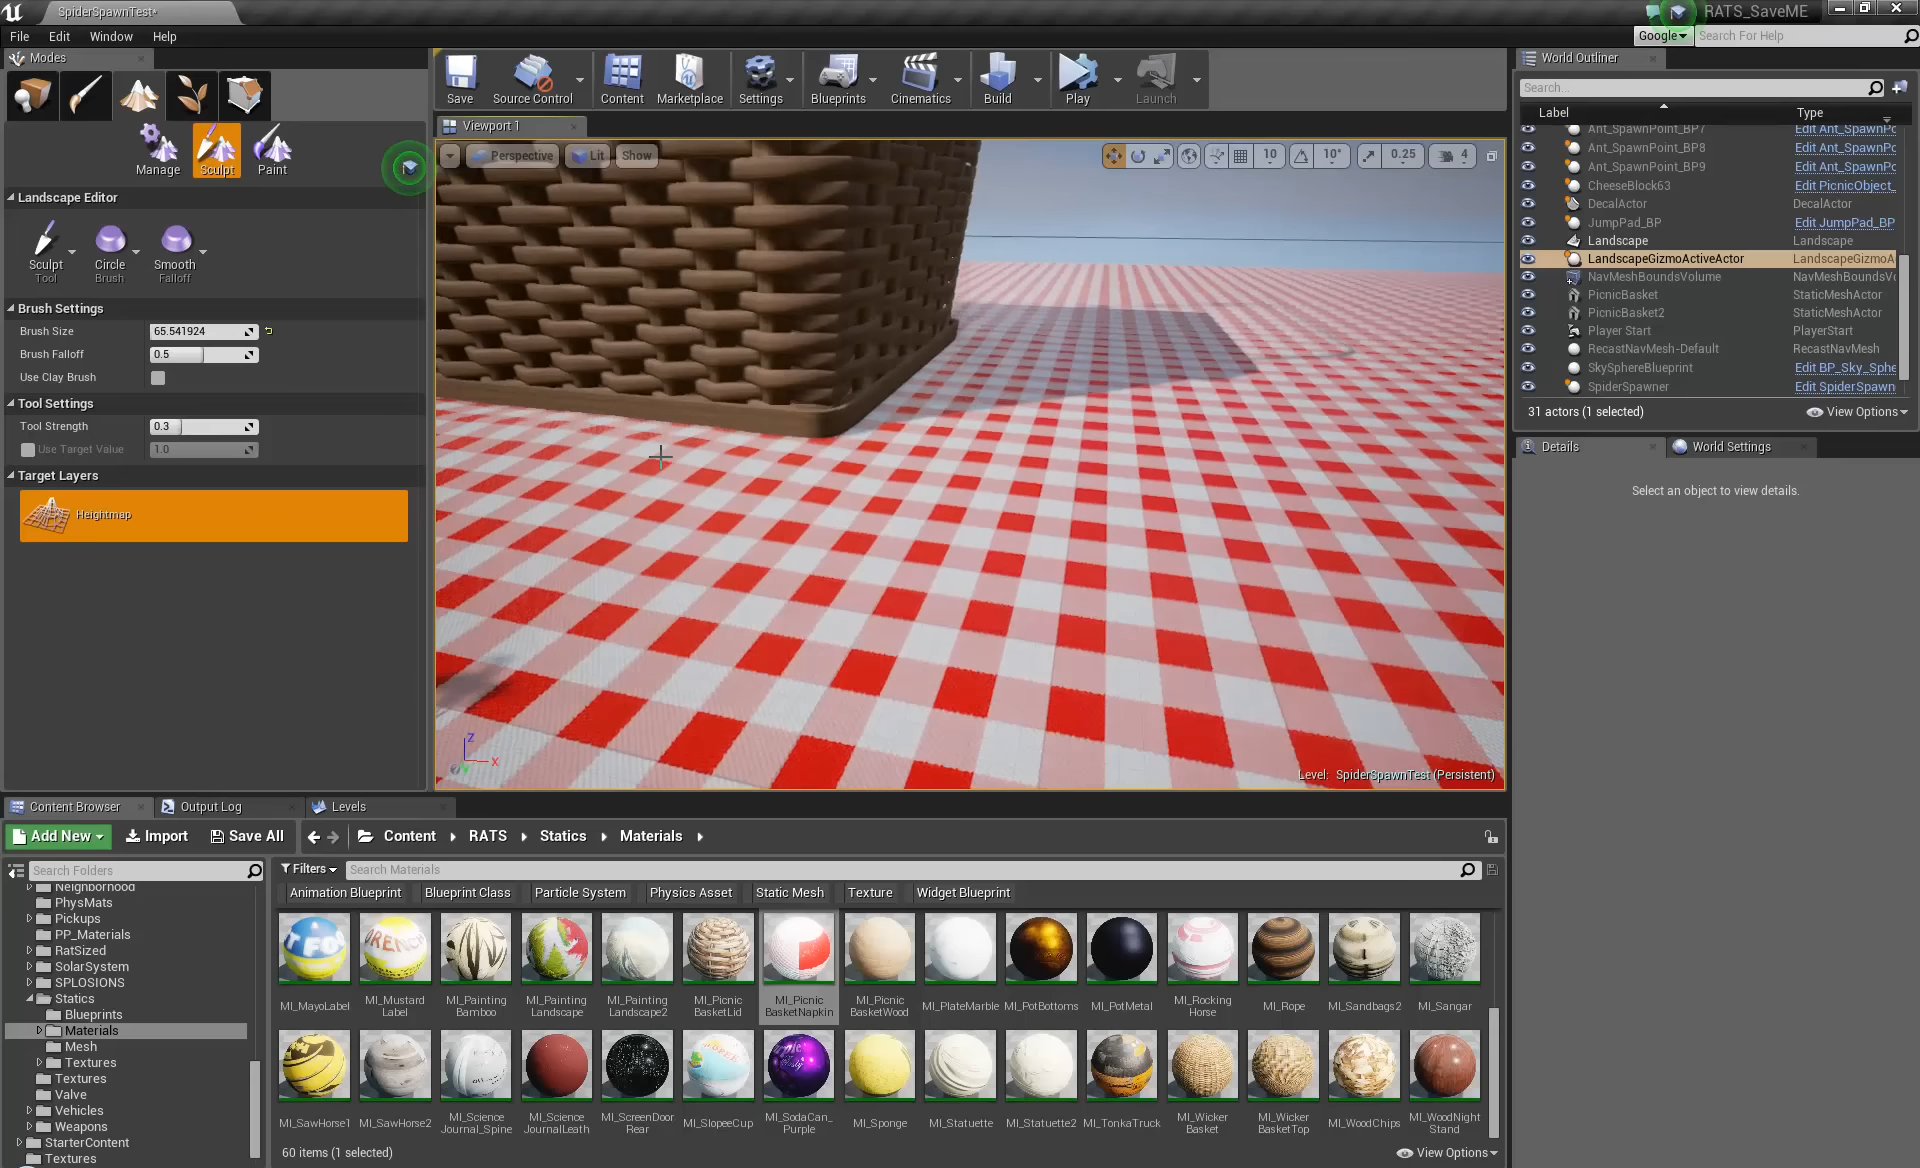 SpiderSpawnTest*
RATS_SaveME
File Edit Window Help
Google
Search For Help
Modes
Manage Sculpt Paint
Landscape Editor
Sculpt Circle Smooth
Tool Brush Falloff
Brush Settings
Brush Size 65.541924
Brush Falloff 0.5
Use Clay Brush
Tool Settings
Tool Strength 0.3
Use Target Value 1.0
Target Layers
Heightmap
Save Source Control Content Marketplace Settings Blueprints Cinematics Build Play Launch
Viewport 1
Perspective Lit Show
10 10° 0.25 4
Z
X
Level: SpiderSpawnTest (Persistent)
World Outliner
Search...
Label Type
Ant_SpawnPoint_BP7 Edit Ant_SpawnPo
Ant_SpawnPoint_BP8 Edit Ant_SpawnPo
Ant_SpawnPoint_BP9 Edit Ant_SpawnPo
CheeseBlock63 Edit PicnicObject_
DecalActor DecalActor
JumpPad_BP Edit JumpPad_BP
Landscape Landscape
LandscapeGizmoActiveActor LandscapeGizmoA
NavMeshBoundsVolume NavMeshBoundsVo
PicnicBasket StaticMeshActor
PicnicBasket2 StaticMeshActor
Player Start PlayerStart
RecastNavMesh-Default RecastNavMesh
SkySphereBlueprint Edit BP_Sky_Sphe
SpiderSpawner Edit SpiderSpawn
31 actors (1 selected)
View Options
Details World Settings
Select an object to view details.
Content Browser Output Log Levels
Add New Import Save All Content RATS Statics Materials
Search Folders
Neighborhood
PhysMats
Pickups
PP_Materials
RatSized
SolarSystem
SPLOSIONS
Statics
Blueprints
Materials
Mesh
Textures
Textures
Valve
Vehicles
Weapons
StarterContent
Textures
Filters Search Materials
Animation Blueprint Blueprint Class Particle System Physics Asset Static Mesh Texture Widget Blueprint
MI_MayoLabel
MI_Mustard
Label
MI_Painting
Bamboo
MI_Painting
Landscape
MI_Painting
Landscape2
MI_Picnic
BasketLid
MI_Picnic
BasketNapkin
MI_Picnic
BasketWood
MI_PlateMarble
MI_PotBottoms
MI_PotMetal
MI_Rocking
Horse
MI_Rope
MI_Sandbags2
MI_Sangar
MI_SawHorse1
MI_SawHorse2
MI_Science
Journal_Spine
MI_Science
JournalLeath
MI_ScreenDoor
Rear
MI_SlopeeCup
MI_SodaCan_
Purple
MI_Sponge
MI_Statuette
MI_Statuette2
MI_TonkaTruck
MI_Wicker
Basket
MI_Wicker
BasketTop
MI_WoodChips
MI_WoodNight
Stand
60 items (1 selected)
View Options